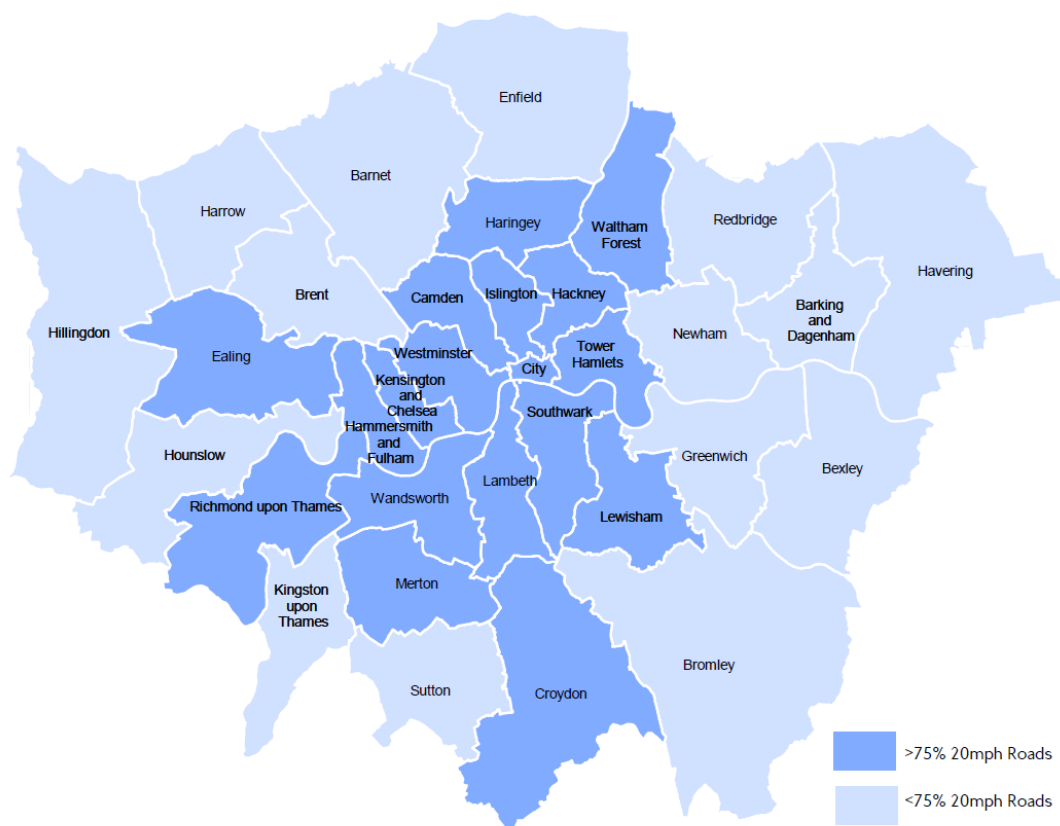 Enfield
Barnet
Harrow
Haringey
Waltham
Forest
Redbridge
Havering
Hillingdon
Brent
Camden
Islington
Hackney
Barking
and
Dagenham
Newham
Ealing
Westminster
Tower
Hamlets
City
Kensington
and
Chelsea
Southwark
Hammersmith
and
Fulham
Hounslow
Greenwich
Bexley
Richmond upon Thames
Wandsworth
Lambeth
Lewisham
Kingston
upon
Thames
Merton
Bromley
Sutton
Croydon
>75% 20mph Roads
<75% 20mph Roads